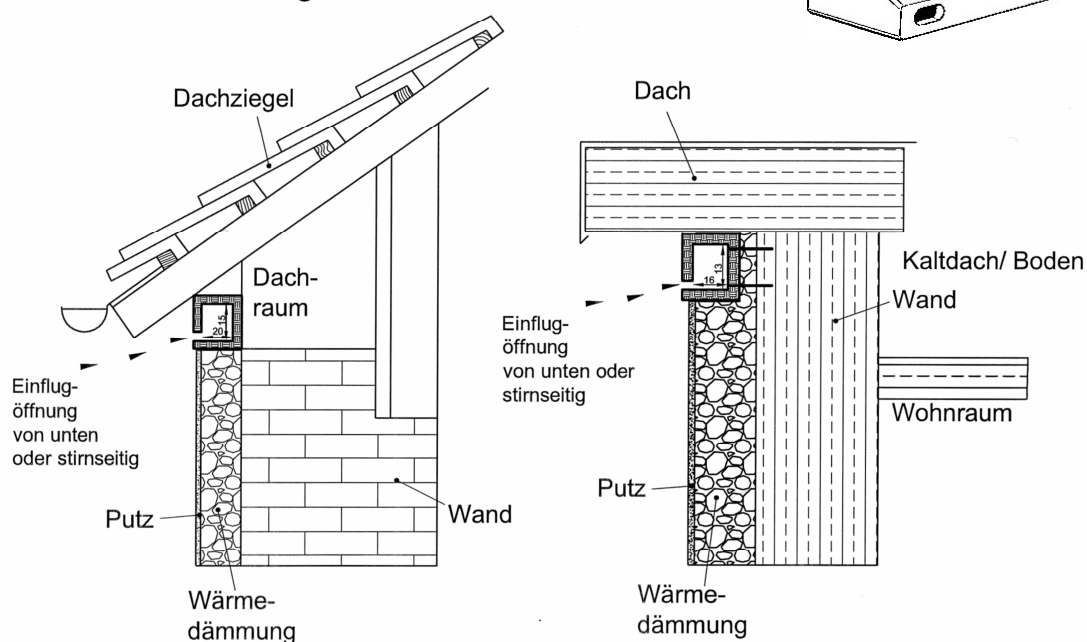 Dachziegel
Dach-
raum
15
20
Einflug-
öffnung
von unten
oder stirnseitig
Putz
Wand
Wärme-
dämmung
Dach
Kaltdach/ Boden
Wand
13
16
Einflug-
öffnung
von unten oder
stirnseitig
Wohnraum
Putz
Wärme-
dämmung